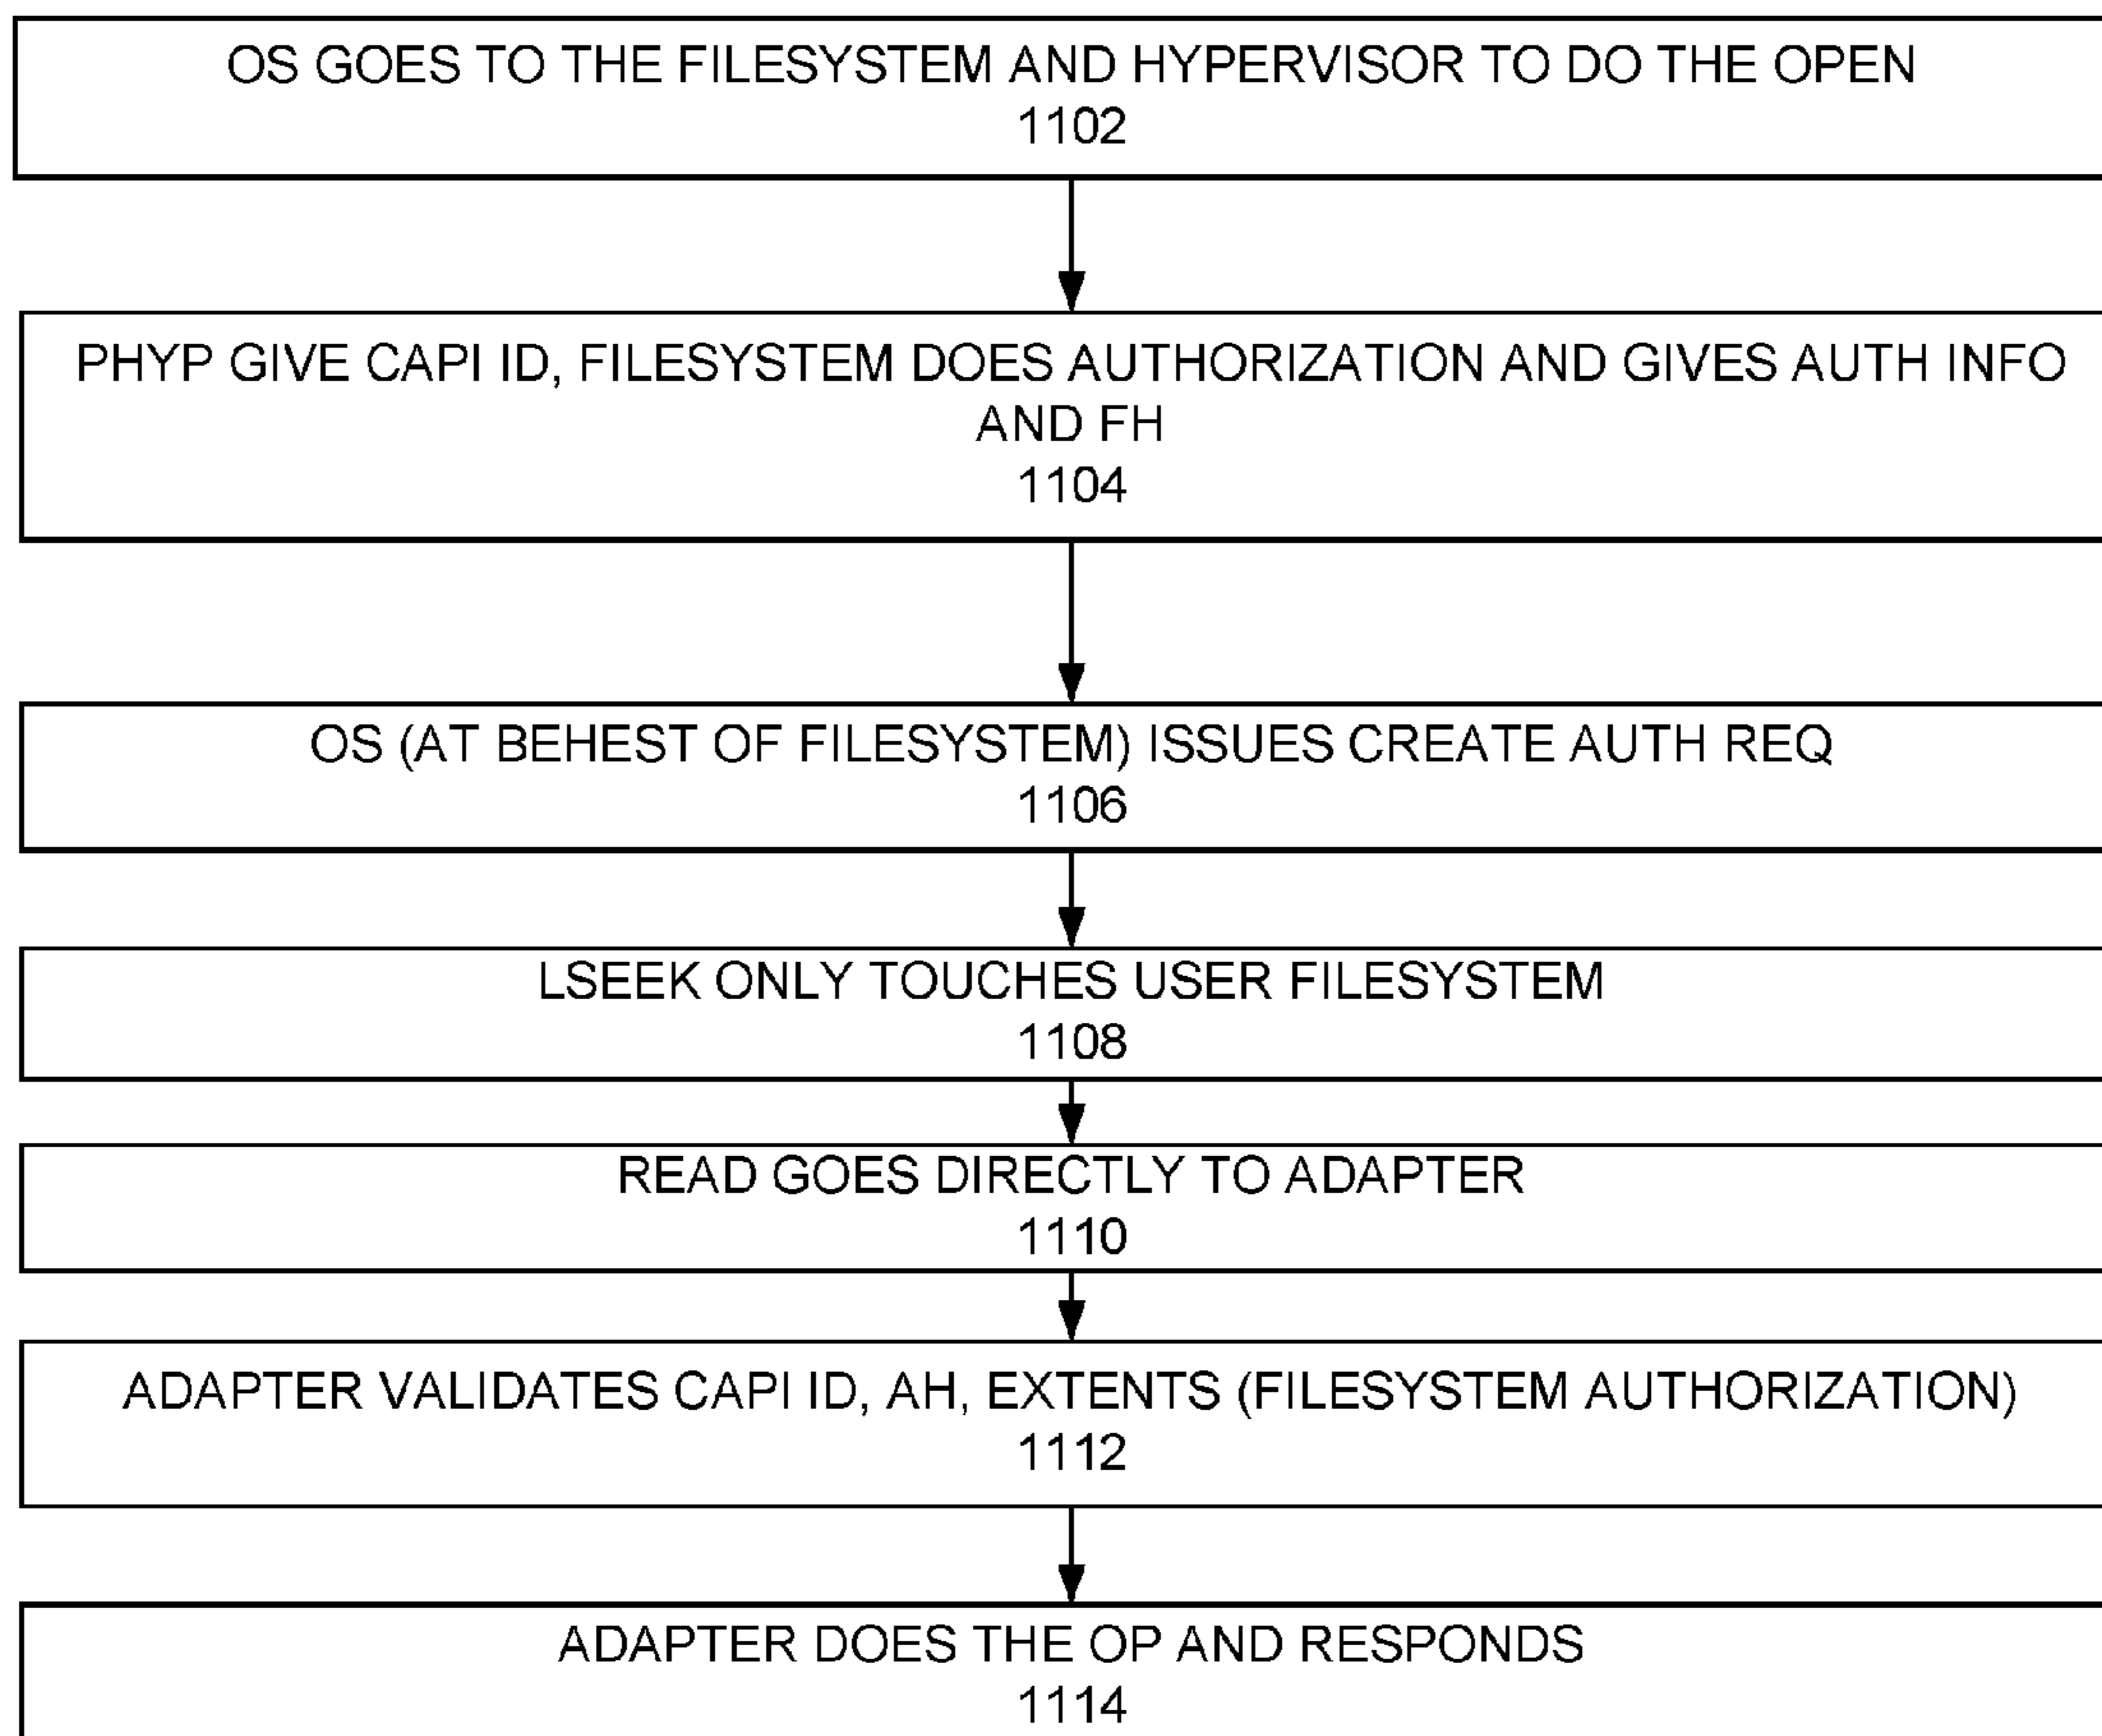 OS GOES TO THE FILESYSTEM AND HYPERVISOR TO DO THE OPEN
1102
PHYP GIVE CAPI ID, FILESYSTEM DOES AUTHORIZATION AND GIVES AUTH INFO
AND FH
1104
OS (AT BEHEST OF FILESYSTEM) ISSUES CREATE AUTH REQ
1106
LSEEK ONLY TOUCHES USER FILESYSTEM
1108
READ GOES DIRECTLY TO ADAPTER
1110
ADAPTER VALIDATES CAPI ID, AH, EXTENTS (FILESYSTEM AUTHORIZATION)
1112
ADAPTER DOES THE OP AND RESPONDS
1114